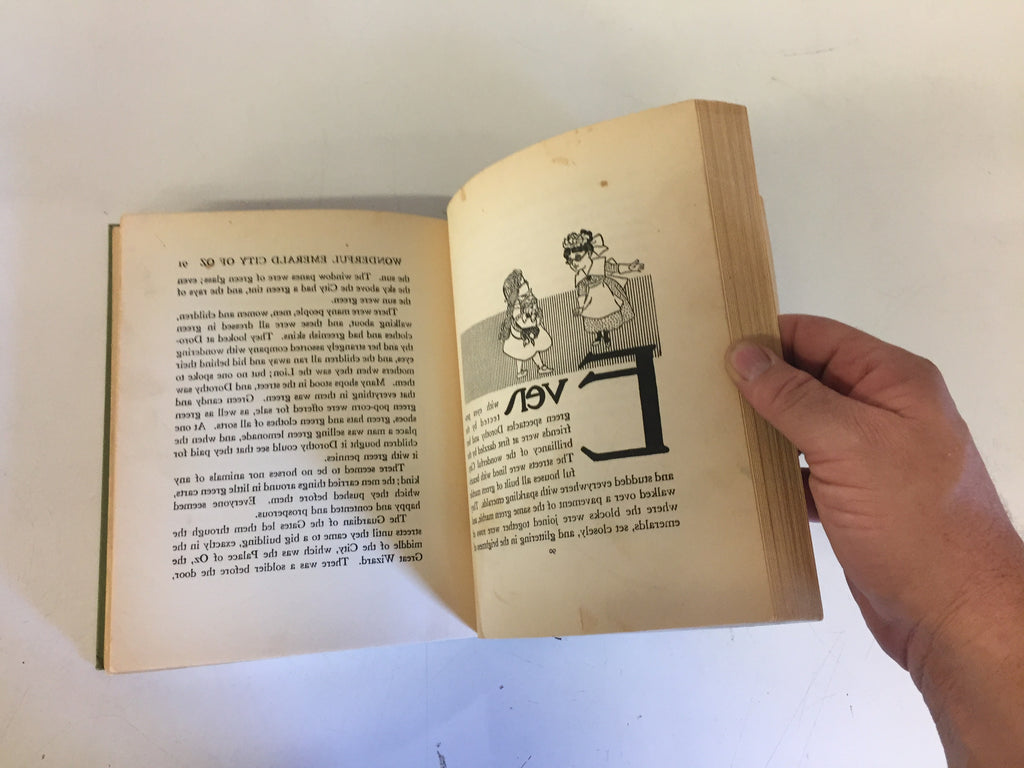 Even with eyes
by
green spectacles Dorothy and
friends were at first dazzled by the
brilliancy of the wonderful City
The streets were lined with
ful houses all built of green marble
and studded everywhere with sparkling emeralds. They
walked over a pavement of the same green marble, and
where the blocks were joined together were rows
emeralds, set closely, and glittering in the brightness
90
WONDERFUL EMERALD CITY OF OZ 91
the sun. The window panes were of green glass; even
the sky above the City had a green tint, and the rays of
the sun were green.
There were many people, men, women and children,
walking about, and these were all dressed in green
clothes and had greenish skins. They looked at Doro-
thy and her strangely assorted company with wondering
eyes, and the children all ran away and hid behind their
mothers when they saw the Lion; but no one spoke to
them. Many shops stood in the street, and Dorothy saw
that everything in them was green. Green candy and
green pop-corn were offered for sale, as well as green
shoes, green hats and green clothes of all sorts. At one
place a man was selling green lemonade, and when the
children bought it Dorothy could see that they paid for
it with green pennies.
There seemed to be no horses nor animals of any
kind; the men carried things around in little green carts,
which they pushed before them. Everyone seemed
happy and contented and prosperous.
The Guardian of the Gates led them through the
streets until they came to a big building, exactly in the
middle of the City, which was the Palace of Oz, the
Great Wizard. There was a soldier before the door,